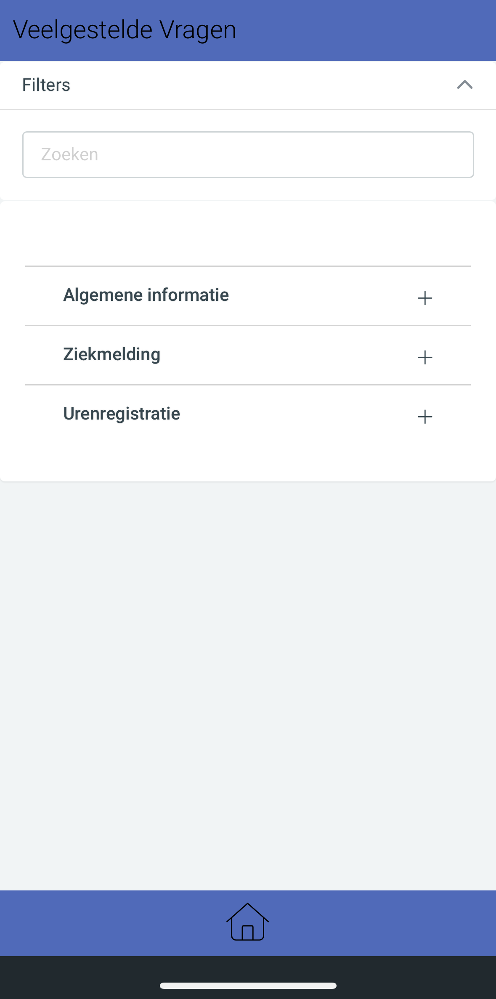 Veelgestelde Vragen
Filters
Zoeken
Algemene informatie
Ziekmelding
Urenregistratie